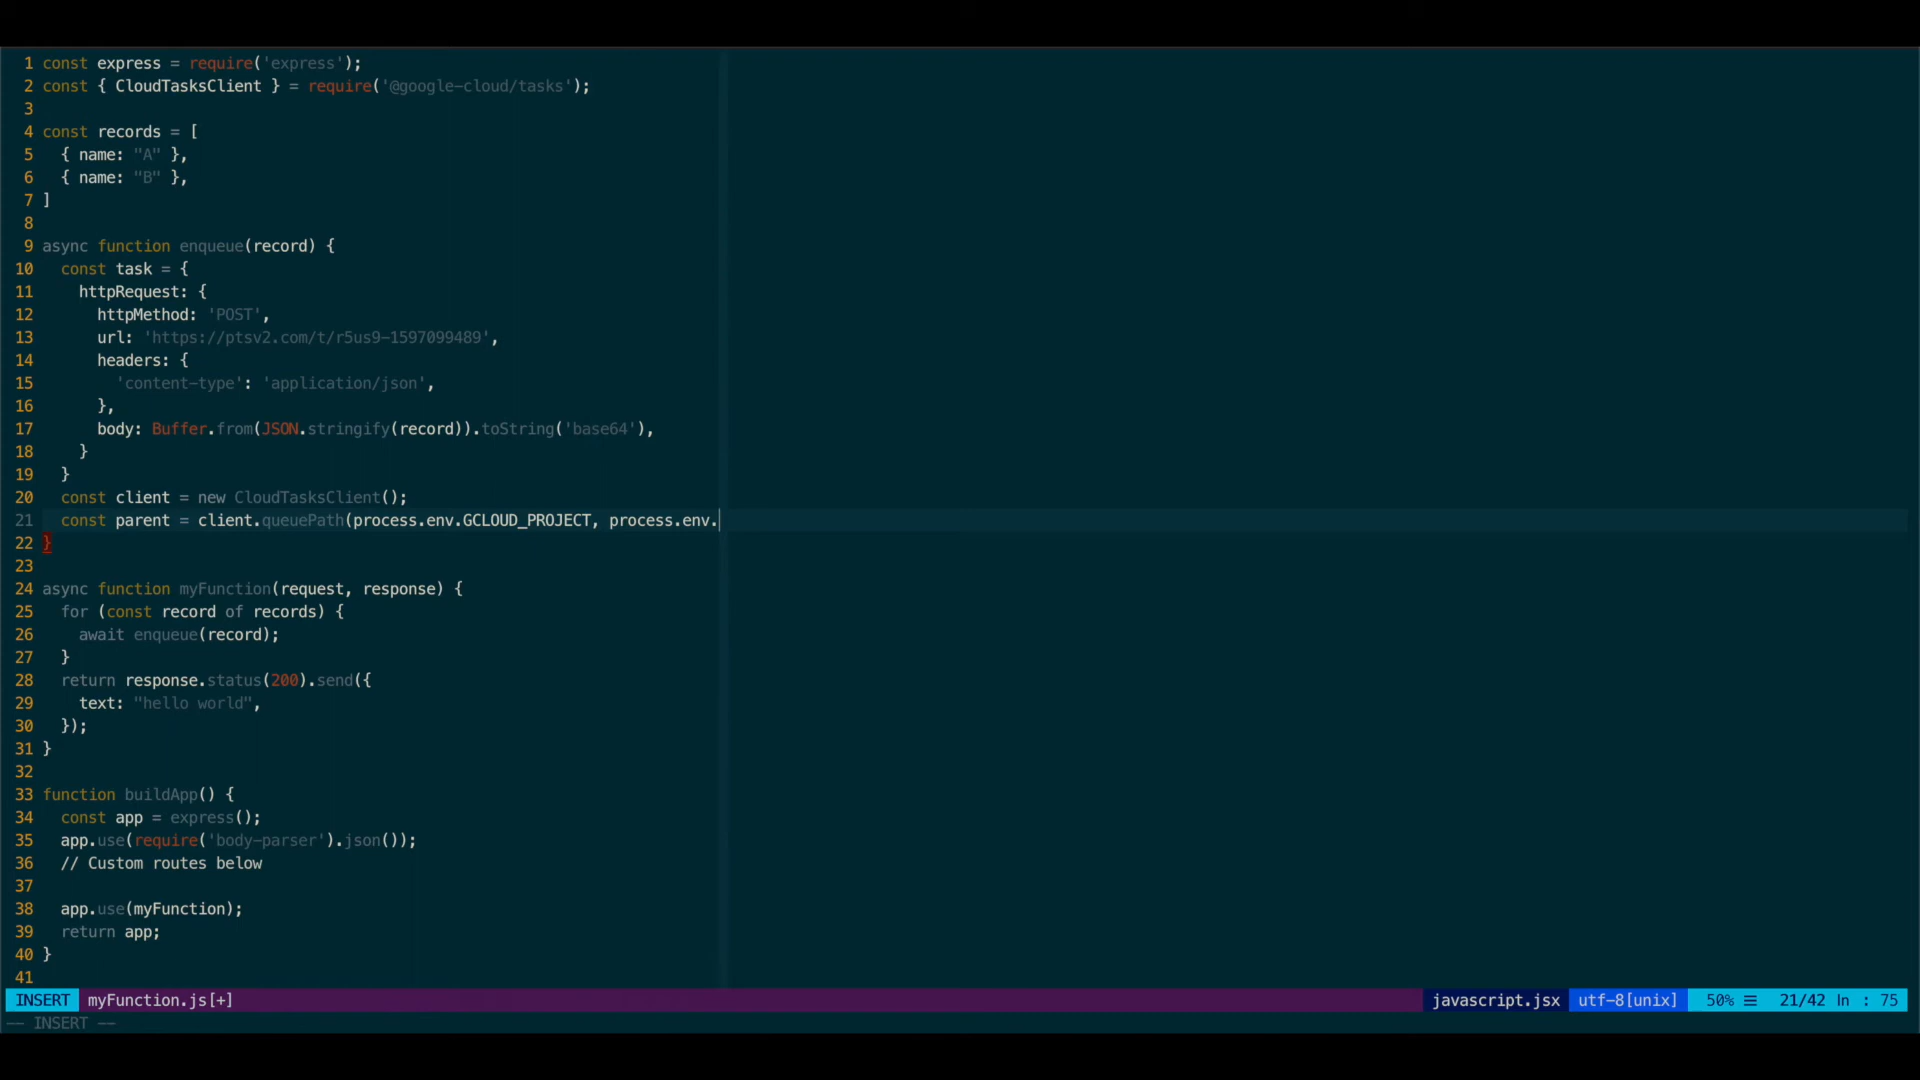 1 const express = require('express');
2 const { CloudTasksClient } = require('@google-cloud/tasks');
3
4 const records = [
5   { name: "A" },
6   { name: "B" },
7 ]
8
9 async function enqueue(record) {
10   const task = {
11     httpRequest: {
12       httpMethod: 'POST',
13       url: 'https://ptsv2.com/t/r5us9-1597099489',
14       headers: {
15         'content-type': 'application/json',
16       },
17       body: Buffer.from(JSON.stringify(record)).toString('base64'),
18     }
19   }
20   const client = new CloudTasksClient();
21   const parent = client.queuePath(process.env.GCLOUD_PROJECT, process.env.
22 }
23
24 async function myFunction(request, response) {
25   for (const record of records) {
26     await enqueue(record);
27   }
28   return response.status(200).send({
29     text: "hello world",
30   });
31 }
32
33 function buildApp() {
34   const app = express();
35   app.use(require('body-parser').json());
36   // Custom routes below
37
38   app.use(myFunction);
39   return app;
40 }
41
INSERT myFunction.js[+] javascript.jsx utf-8[unix] 50% ☰ 21/42 ln : 75
-- INSERT --